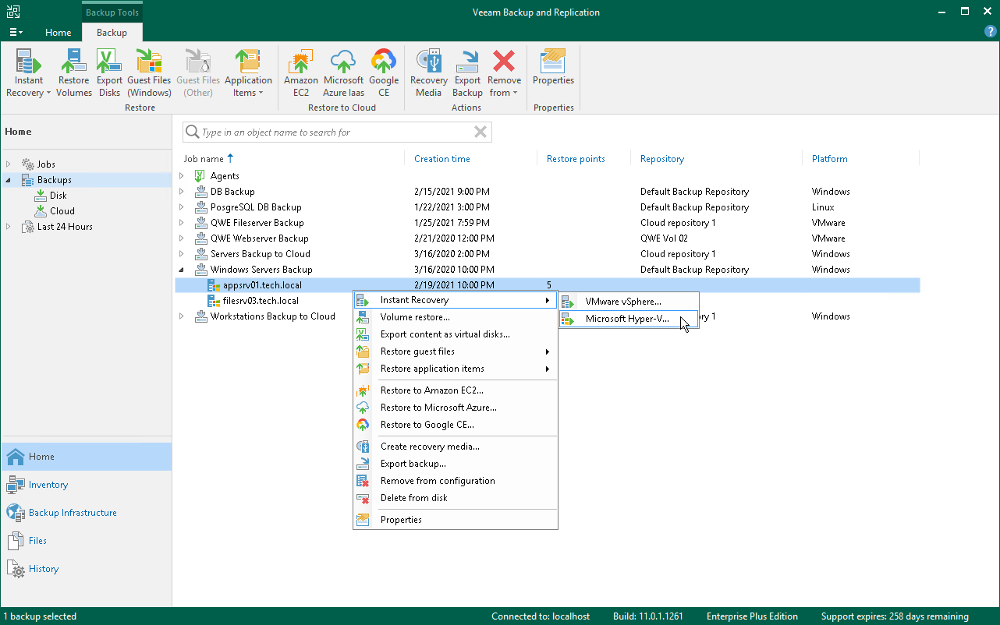 Backup Tools
Veeam Backup and Replication
Home
Backup
Instant Recovery
Restore Volumes
Export Disks
Guest Files (Windows)
Guest Files (Other)
Application Items
Restore
Amazon EC2
Microsoft Azure Iaas
Google CE
Restore to Cloud
Recovery Media
Export Backup
Remove from
Actions
Properties
Properties
Home
Jobs
Backups
Disk
Cloud
Last 24 Hours
Home
Inventory
Backup Infrastructure
Files
History
Type in an object name to search for
Job name Creation time Restore points Repository Platform
Agents
DB Backup 2/15/2021 9:00 PM Default Backup Repository Windows
PosgreSQL DB Backup 1/22/2021 3:00 PM Default Backup Repository Linux
QWE Fileserver Backup 1/25/2021 7:59 PM Cloud repository 1 VMware
QWE Webserver Backup 2/21/2020 12:00 PM QWE Vol 02 VMware
Servers Backup to Cloud 3/16/2020 2:00 PM Cloud repository 1 Windows
Windows Servers Backup 3/16/2020 10:00 PM Default Backup Repository Windows
appsrv01.tech.local 2/19/2021 10:00 PM 5
filesrv03.tech.local
Workstations Backup to Cloud ry 1 Windows
Instant Recovery
Volume restore...
Export content as virtual disks...
Restore guest files
Restore application items
Restore to Amazon EC2...
Restore to Microsoft Azure...
Restore to Google CE...
Create recovery media...
Export backup...
Remove from configuration
Delete from disk
Properties
VMware vSphere...
Microsoft Hyper-V...
1 backup selected
Connected to: localhost Build: 11.0.1.1261 Enterprise Plus Edition Support expires: 258 days remaining